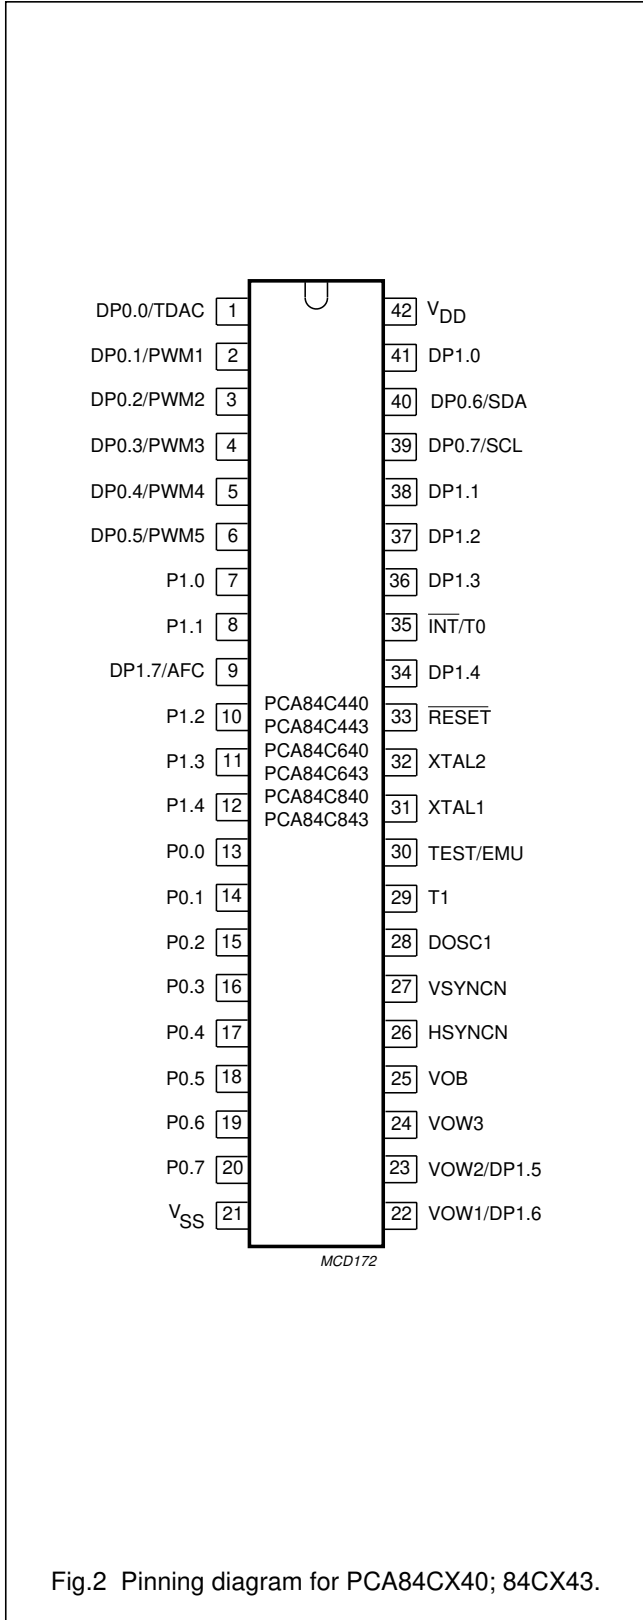 DP0.0/TDAC 1 42 VDD
DP0.1/PWM1 2 41 DP1.0
DP0.2/PWM2 3 40 DP0.6/SDA
DP0.3/PWM3 4 39 DP0.7/SCL
DP0.4/PWM4 5 38 DP1.1
DP0.5/PWM5 6 37 DP1.2
P1.0 7 36 DP1.3
P1.1 8 35 INT/T0
DP1.7/AFC 9 34 DP1.4
PCA84C440
P1.2 10 33 RESET
PCA84C443
PCA84C640
P1.3 11 32 XTAL2
PCA84C643
PCA84C840
P1.4 12 31 XTAL1
PCA84C843
P0.0 13 30 TEST/EMU
P0.1 14 29 T1
P0.2 15 28 DOSC1
P0.3 16 27 VSYNCN
P0.4 17 26 HSYNCN
P0.5 18 25 VOB
P0.6 19 24 VOW3
P0.7 20 23 VOW2/DP1.5
VSS 21 22 VOW1/DP1.6
MCD172
Fig.2 Pinning diagram for PCA84CX40; 84CX43.